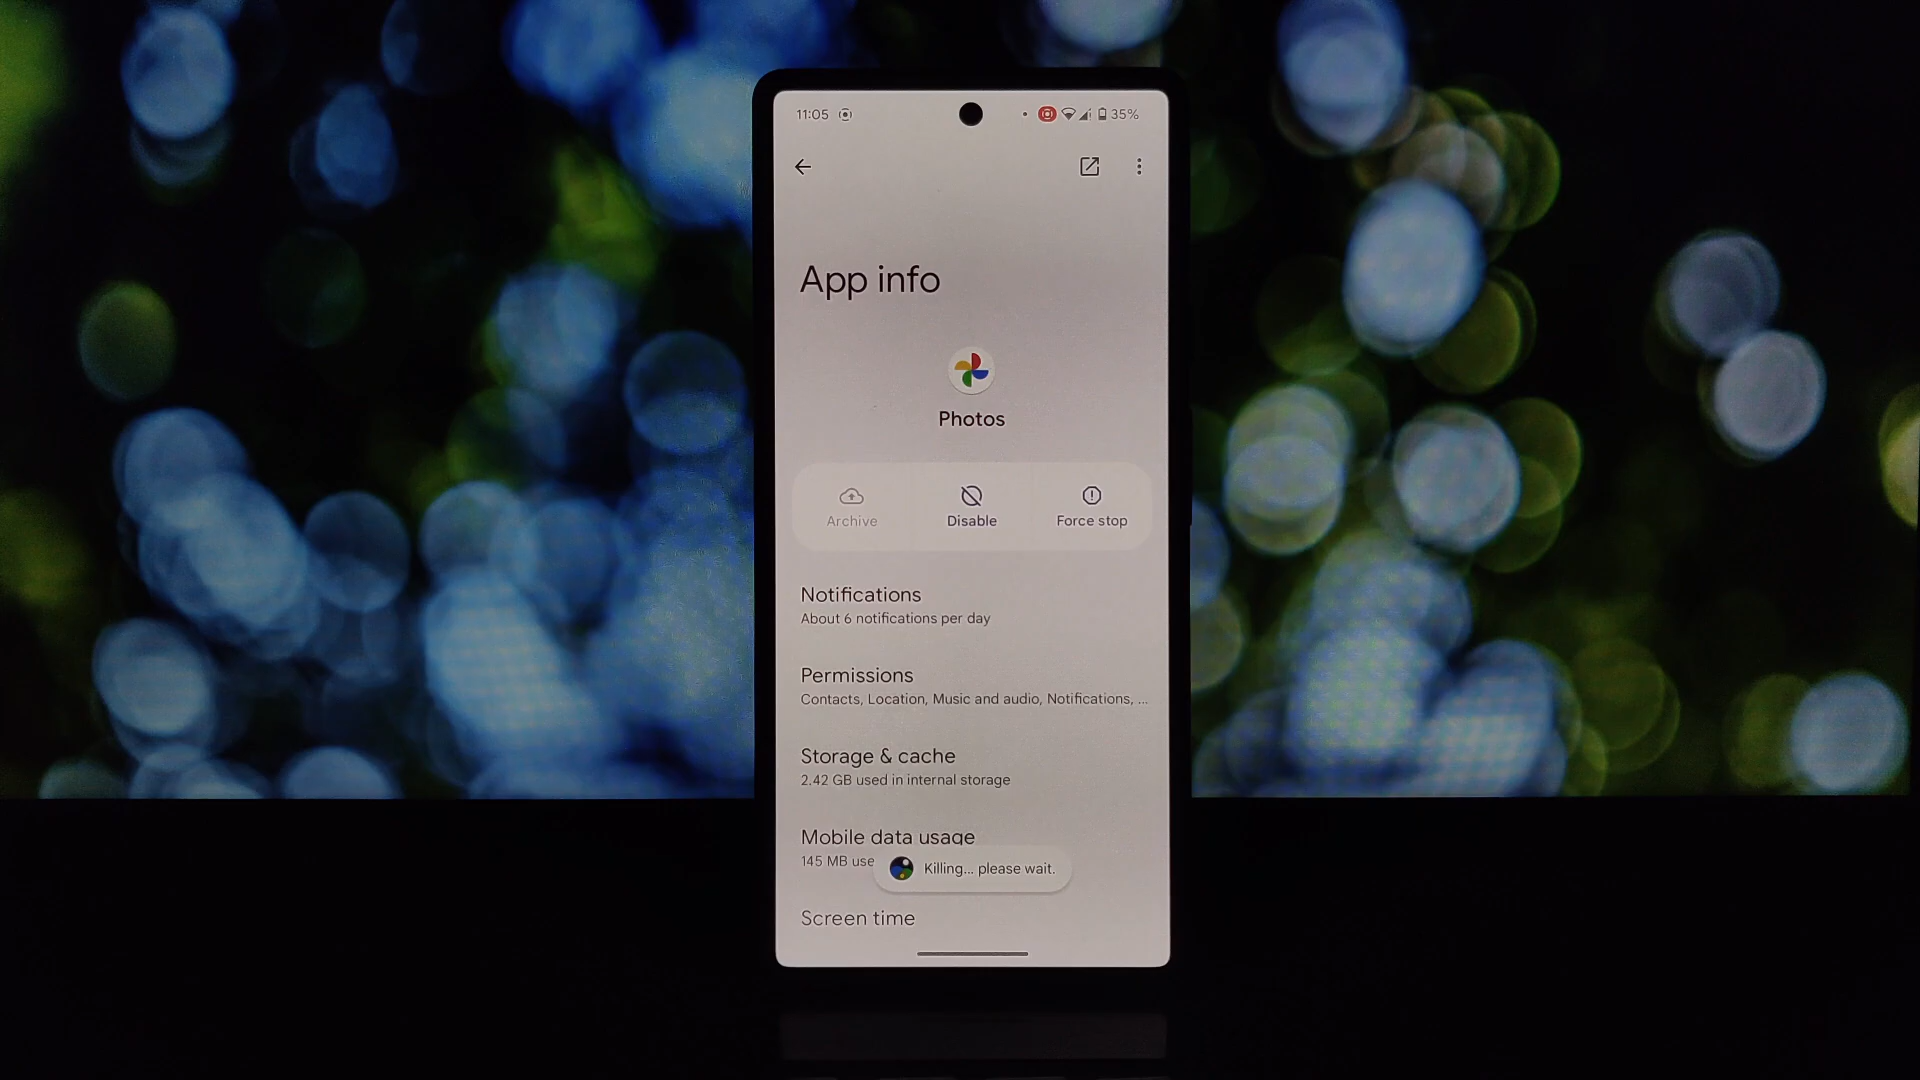 11:05 35%
App info
Photos
Archive Disable Force stop
Notifications
About 6 notifications per day
Permissions
Contacts, Location, Music and audio, Notifications, ...
Storage & cache
2.42 GB used in internal storage
Mobile data usage
145 MB use
Killing... please wait.
Screen time